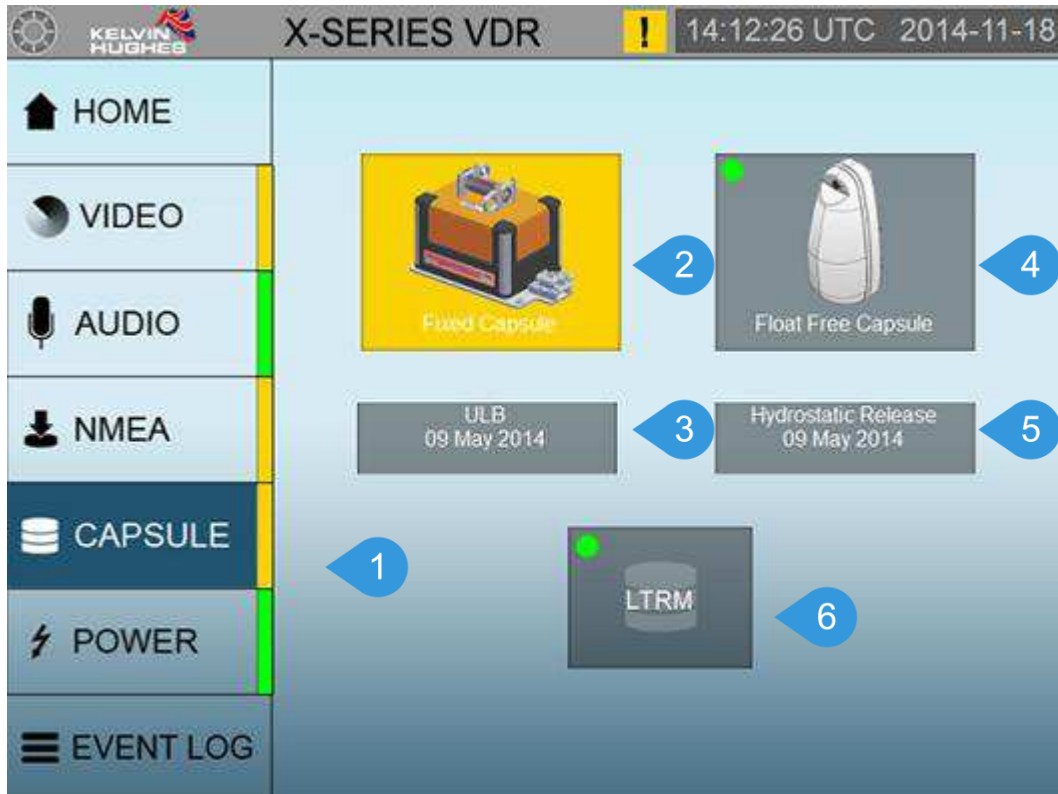 KELVIN
HUGHES
X-SERIES VDR
!
14:12:26 UTC 2014-11-18
HOME
VIDEO
AUDIO
NMEA
CAPSULE
POWER
EVENT LOG
Fixed Capsule
2
Float Free Capsule
4
ULB
09 May 2014
3
Hydrostatic Release
09 May 2014
5
1
LTRM
6